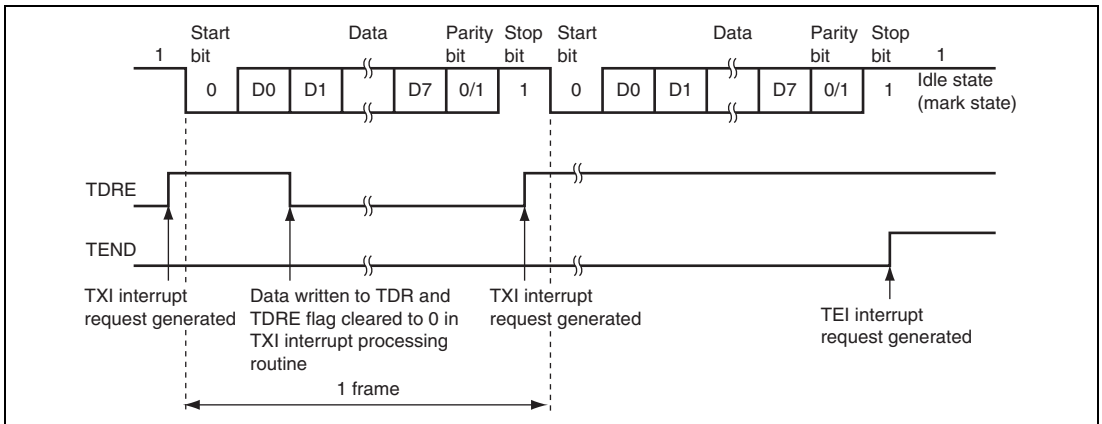 Start Data Parity Stop Start Data Parity Stop
1 bit bit bit bit bit bit 1
0 D0 D1 D7 0/1 1 0 D0 D1 D7 0/1 1 Idle state
(mark state)
TDRE
TEND
TXI interrupt
request generated
Data written to TDR and
TDRE flag cleared to 0 in
TXI interrupt processing
routine
TXI interrupt
request generated
TEI interrupt
request generated
1 frame